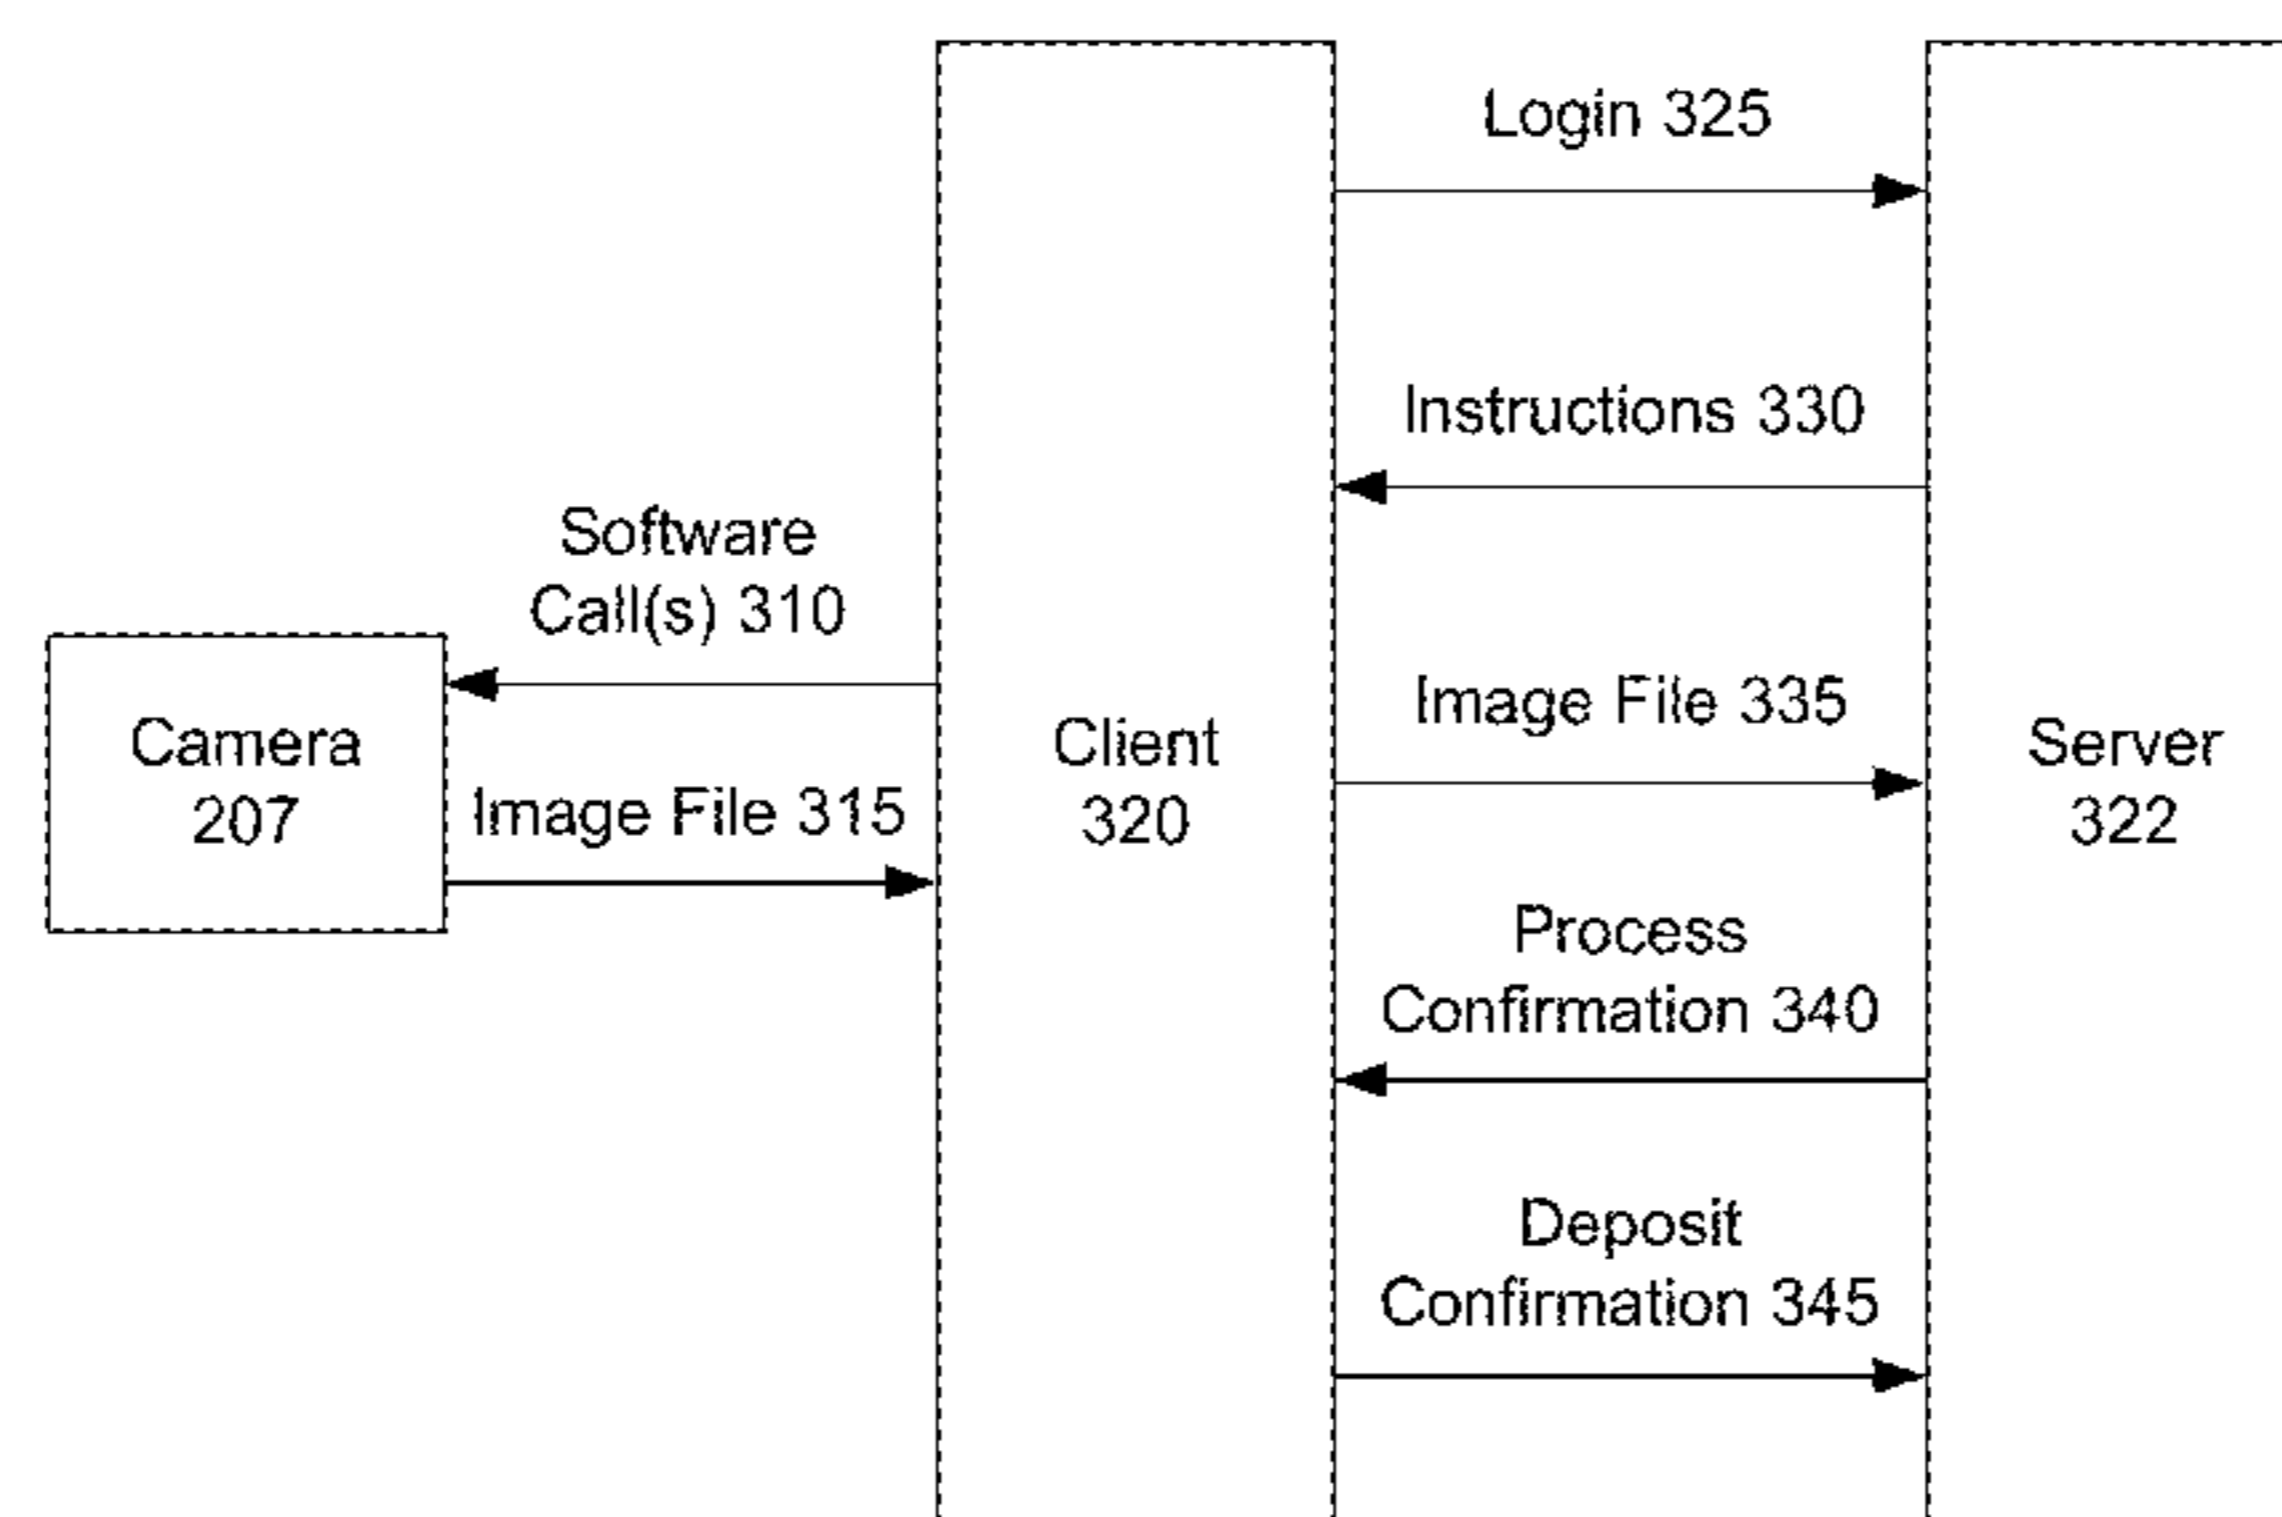 Login 325
Instructions 330
Software
Call(s) 310
Image File 335
Camera
207
Image File 315
Client
320
Server
322
Process
Confirmation 340
Deposit
Confirmation 345